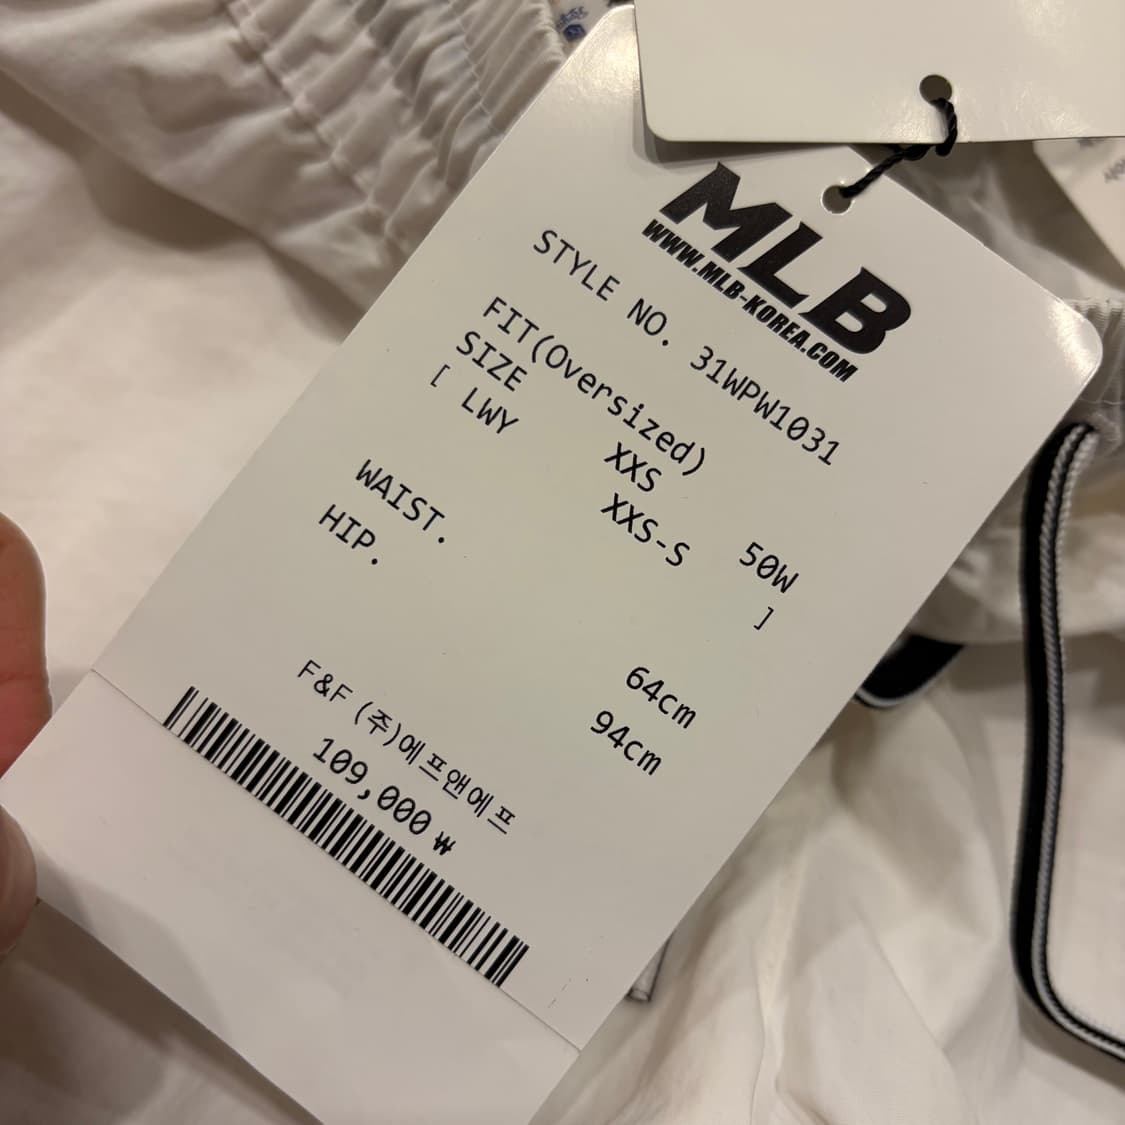 MLB
WWW.MLB-KOREA.COM
STYLE NO. 31WPW1031
FIT(Oversized)
SIZE XXS 50W
[ LWY XXS-S ]
WAIST. 64cm
HIP. 94cm
F&F (주)에프앤에프
109,000 ₩